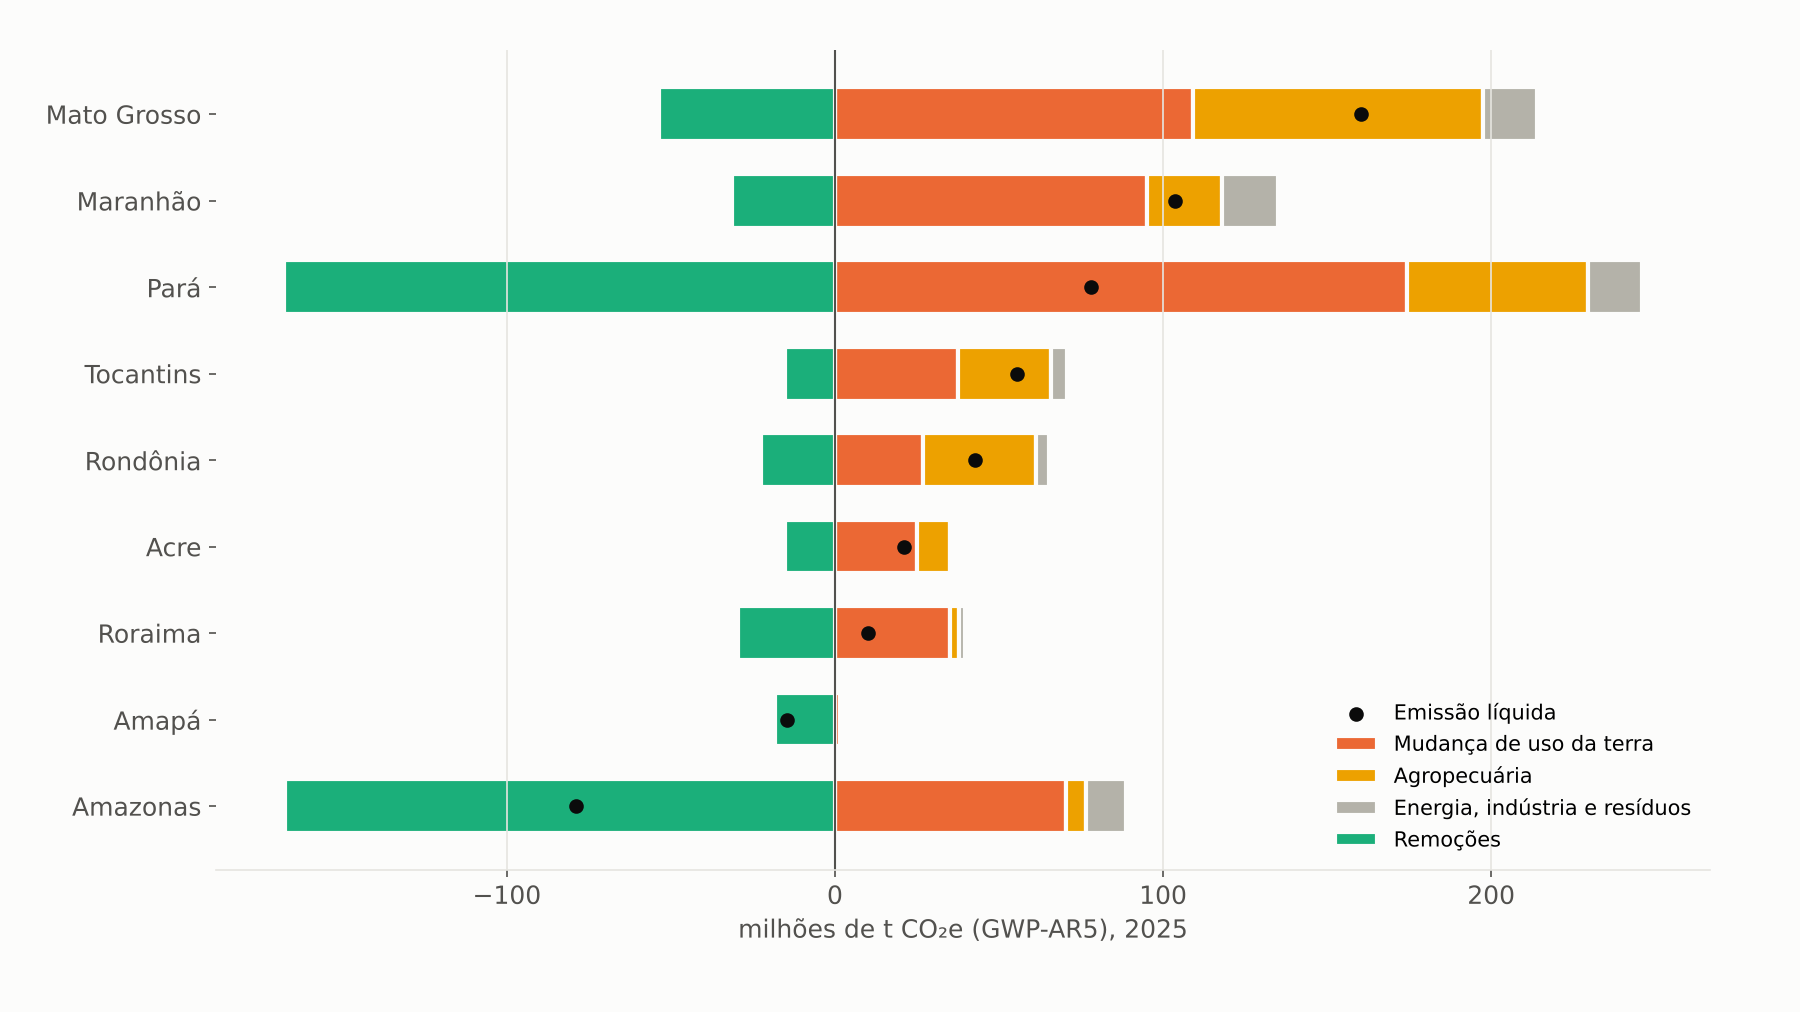 Mato Grosso
Maranhão
Pará
Tocantins
Rondônia
Acre
Roraima
Amapá
Amazonas
Emissão líquida
Mudança de uso da terra
Agropecuária
Energia, indústria e resíduos
Remoções
−100 0 100 200
milhões de t CO₂e (GWP-AR5), 2025